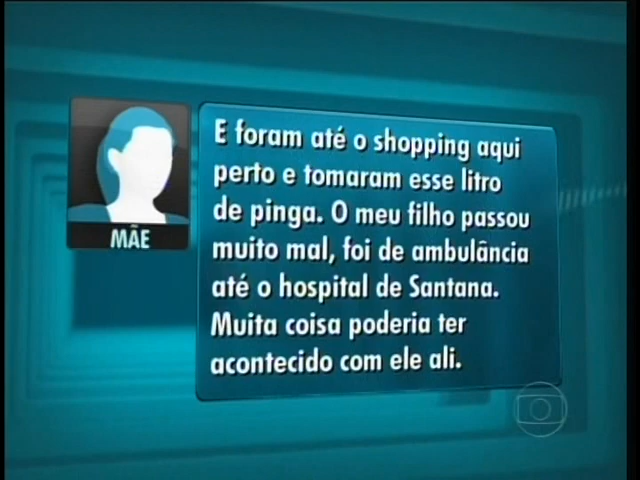 MÃE
E foram até o shopping aqui
perto e tomaram esse litro
de pinga. O meu filho passou
muito mal, foi de ambulância
até o hospital de Santana.
Muita coisa poderia ter
acontecido com ele ali.